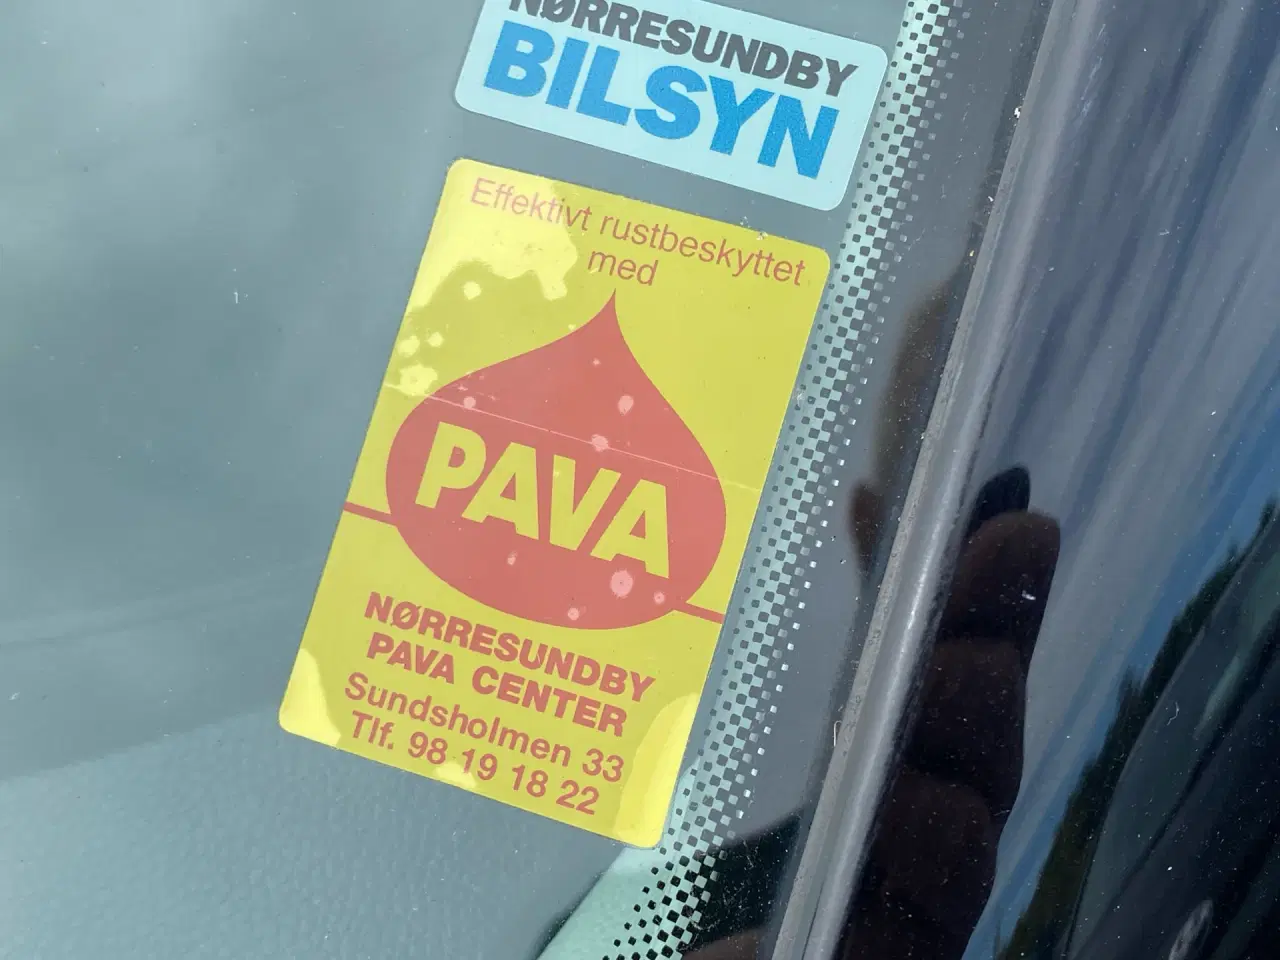 NØRRESUNDBY
BILSYN
Effektivt rustbeskyttet
med
PAVA
NØRRESUNDBY
PAVA CENTER
Sundsholmen 33
Tlf. 98 19 18 22